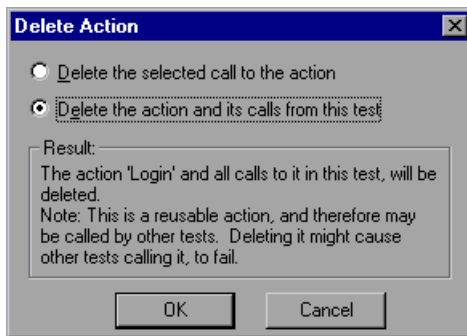 Delete Action
Delete the selected call to the action
Delete the action and its calls from this test
Result:
The action 'Login' and all calls to it in this test, will be
deleted.
Note: This is a reusable action, and therefore may
be called by other tests. Deleting it might cause
other tests calling it, to fail.
OK Cancel